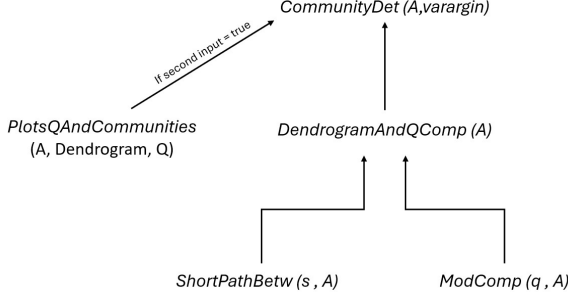 CommunityDet (A,varargin)
If second input = true
PlotsQAndCommunities
(A, Dendrogram, Q)
DendrogramAndQComp (A)
ShortPathBetw (s , A)
ModComp (q , A)